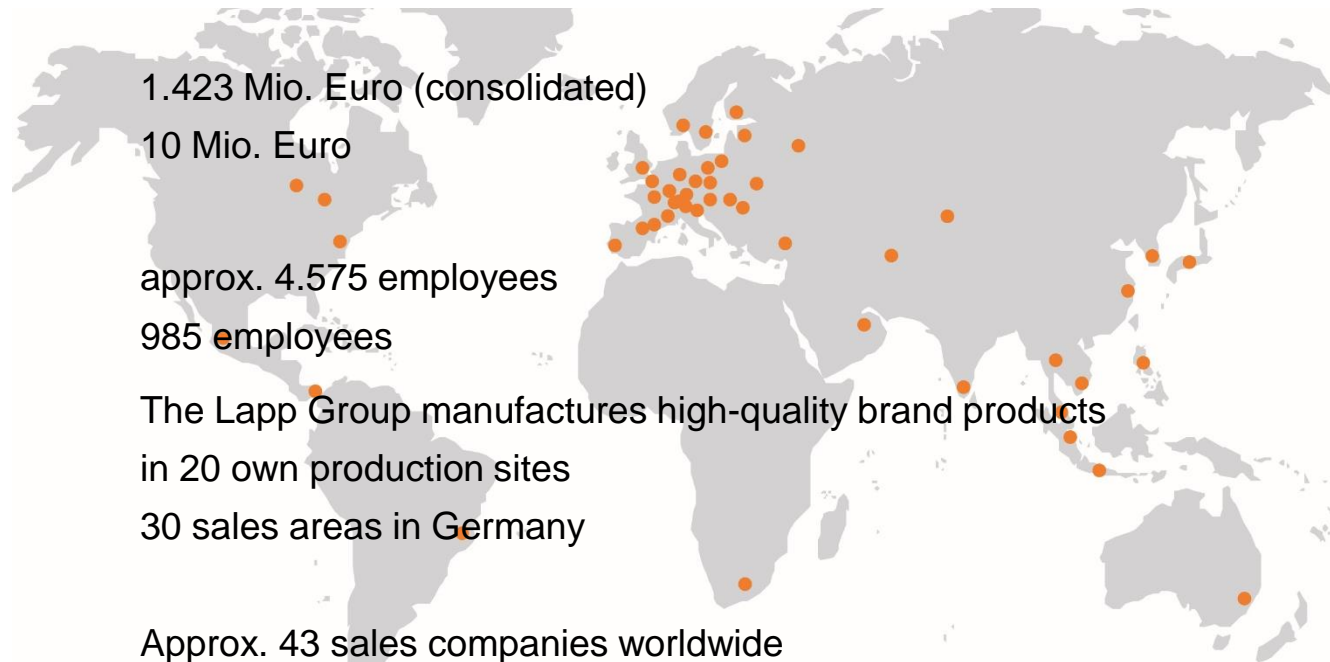 1.423 Mio. Euro (consolidated)
10 Mio. Euro
approx. 4.575 employees
985 employees
The Lapp Group manufactures high-quality brand products
in 20 own production sites
30 sales areas in Germany
Approx. 43 sales companies worldwide